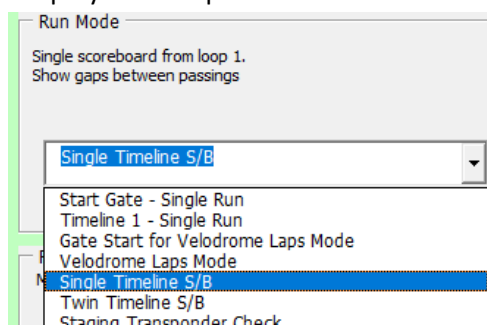 Run Mode
Single scoreboard from loop 1.
Show gaps between passings
Single Timeline S/B
Start Gate - Single Run
Timeline 1 - Single Run
Gate Start for Velodrome Laps Mode
Velodrome Laps Mode
Single Timeline S/B
Twin Timeline S/B
Staging Transponder Check